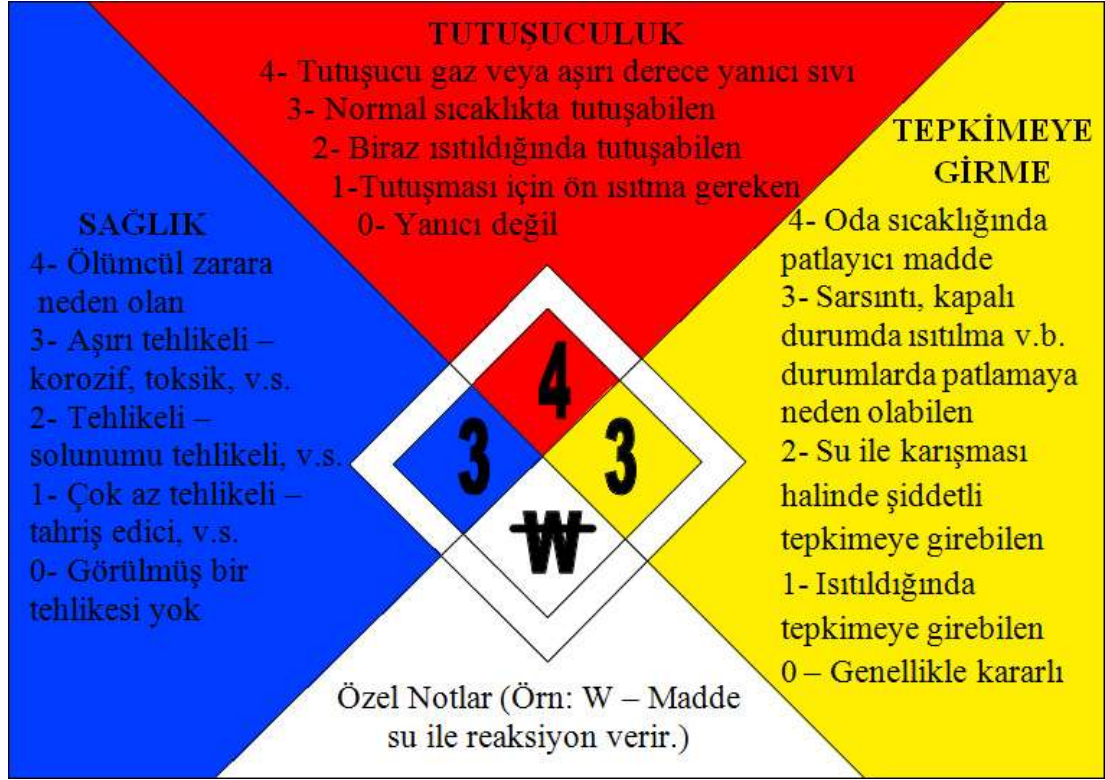 TUTUŞUCULUK
4- Tutuşucu gaz veya aşırı derece yanıcı sıvı
3- Normal sıcaklıkta tutuşabilen
2- Biraz ısıtıldığında tutuşabilen
1-Tutuşması için ön ısıtma gereken
0- Yanıcı değil
SAĞLIK
4- Ölümcül zarara
neden olan
3- Aşırı tehlikeli –
korozif, toksik, v.s.
2- Tehlikeli –
solunumu tehlikeli, v.s.
1- Çok az tehlikeli –
tahriş edici, v.s.
0- Görülmüş bir
tehlikesi yok
4
3
3
W
TEPKİMEYE
GİRME
4- Oda sıcaklığında
patlayıcı madde
3- Sarsıntı, kapalı
durumda ısıtılma v.b.
durumlarda patlamaya
neden olabilen
2- Su ile karışması
halinde şiddetli
tepkimeye girebilen
1- Isıtıldığında
tepkimeye girebilen
0 – Genellikle kararlı
Özel Notlar (Örn: W – Madde
su ile reaksiyon verir.)